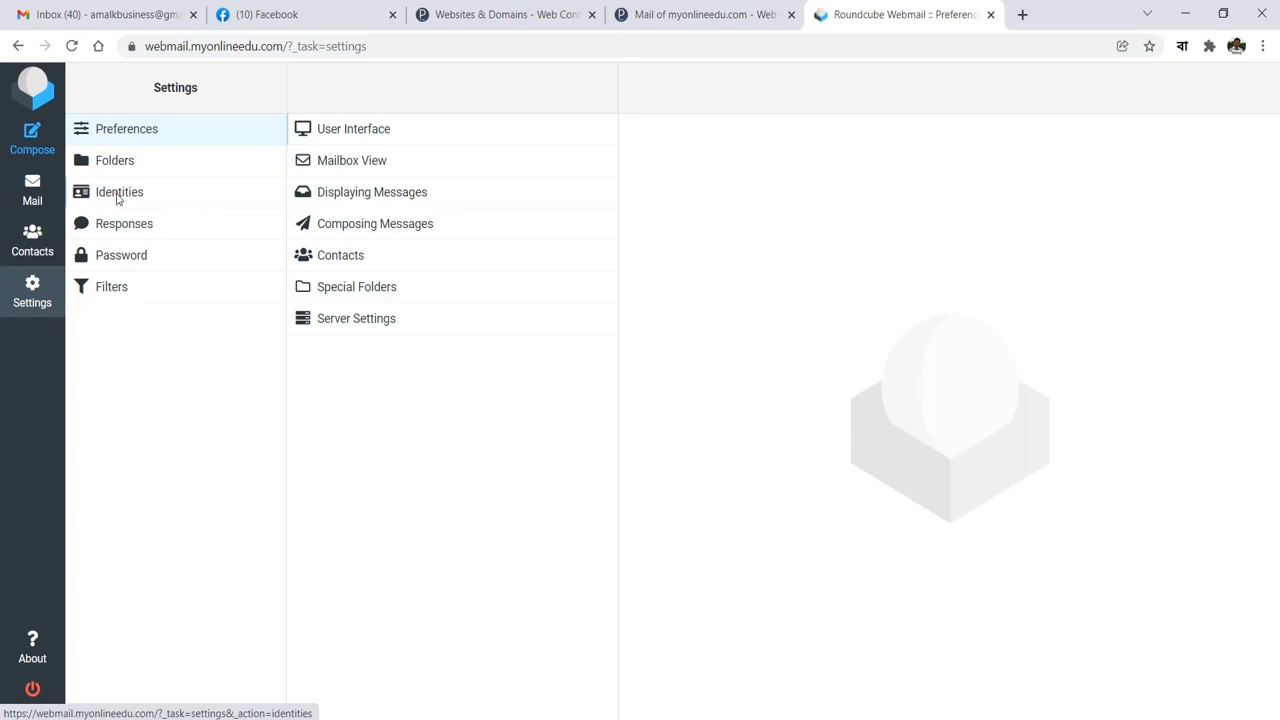 Inbox (40) - amalkbusiness@gm
(10) Facebook
Websites & Domains - Web Con
Mail of myonlineedu.com - Web
Roundcube Webmail :: Preferenc
webmail.myonlineedu.com/?_task=settings
বা
Settings
Preferences
Folders
Identities
Responses
Password
Filters
User Interface
Mailbox View
Displaying Messages
Composing Messages
Contacts
Special Folders
Server Settings
Compose
Mail
Contacts
Settings
?
About
https://webmail.myonlineedu.com/?_task=settings&_action=identities